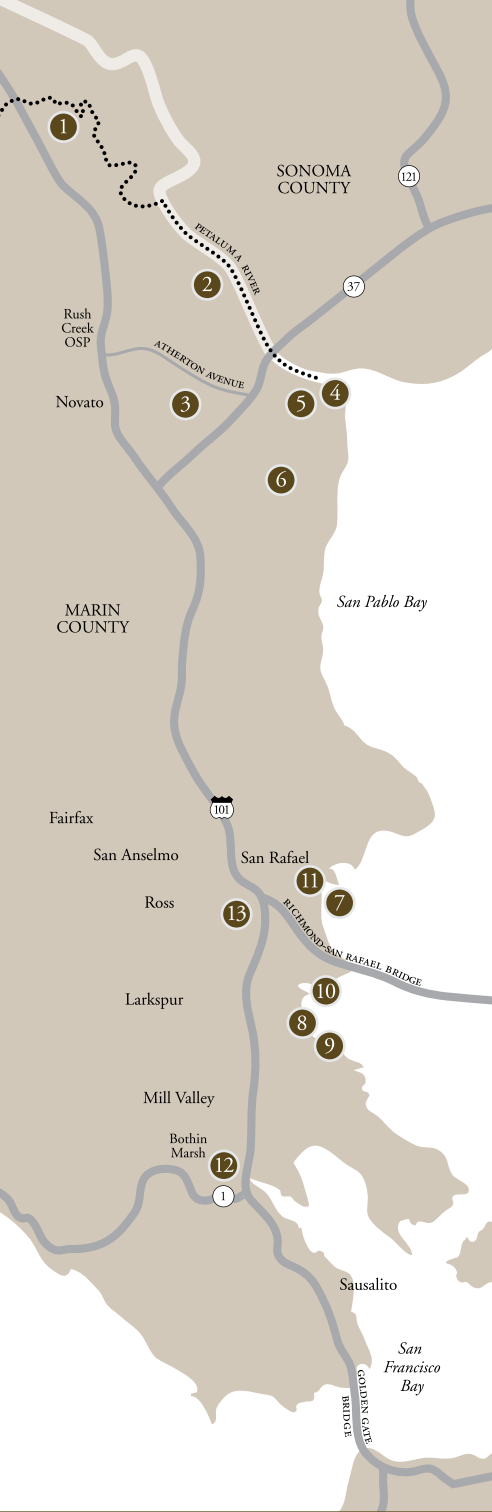 1
SONOMA
COUNTY
121
PETALUMA RIVER
2
37
Rush
Creek
OSP
ATHERTON AVENUE
Novato
3
5
4
6
San Pablo Bay
MARIN
COUNTY
101
Fairfax
San Anselmo
San Rafael
11
Ross
7
13
RICHMOND-SAN RAFAEL BRIDGE
10
Larkspur
8
9
Mill Valley
Bothin
Marsh
12
1
Sausalito
San
Francisco
Bay
GOLDEN GATE
BRIDGE